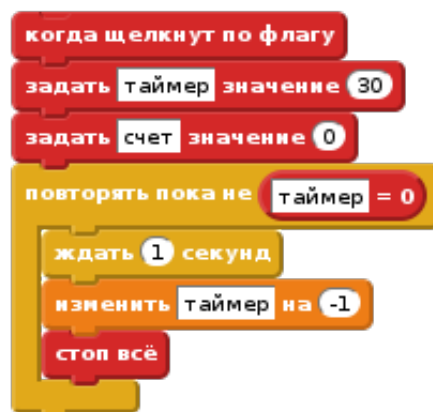 когда щелкнут по флагу
задать таймер значение 30
задать счет значение 0
повторять пока не таймер = 0
ждать 1 секунд
изменить таймер на -1
стоп всё